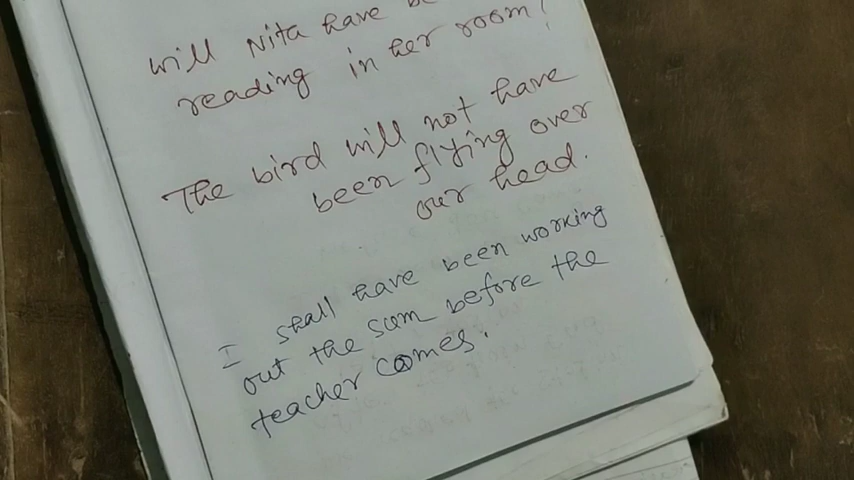 will Nita have
reading in her room?
The bird will not have
been flying over
our head.
I shall have been working
out the sum before the
teacher comes.